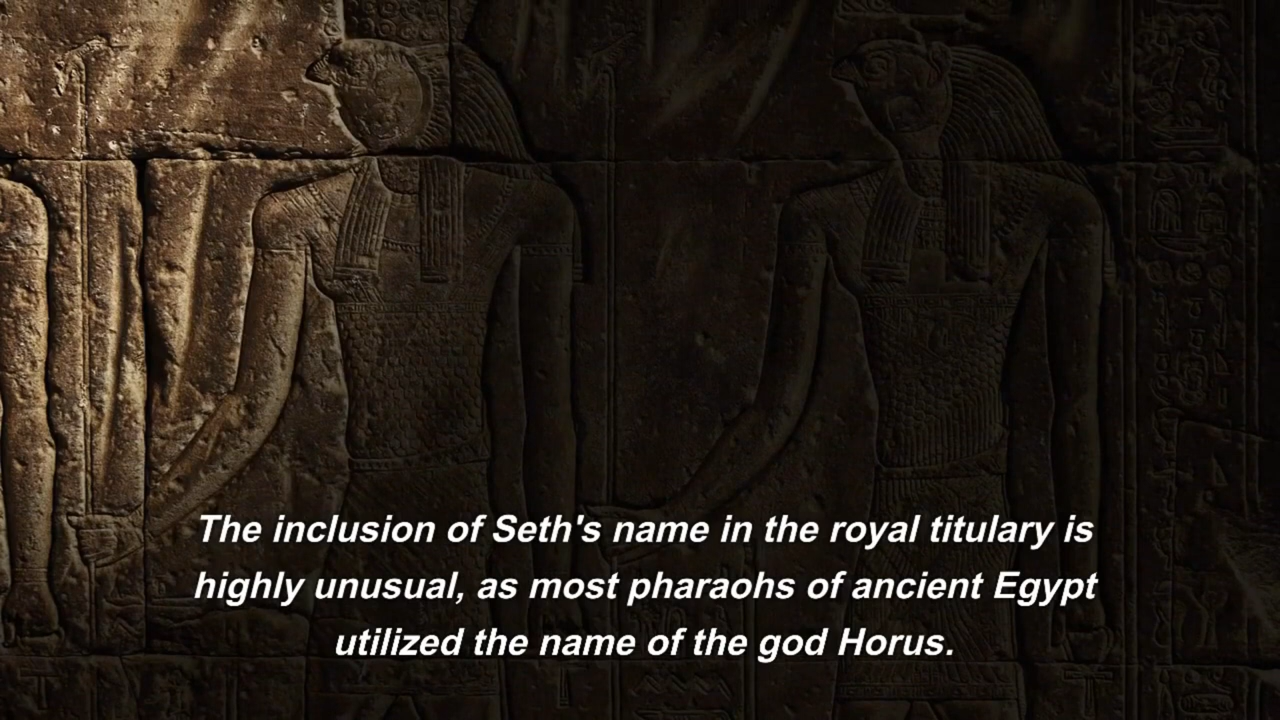 The inclusion of Seth's name in the royal titulary is
highly unusual, as most pharaohs of ancient Egypt
utilized the name of the god Horus.